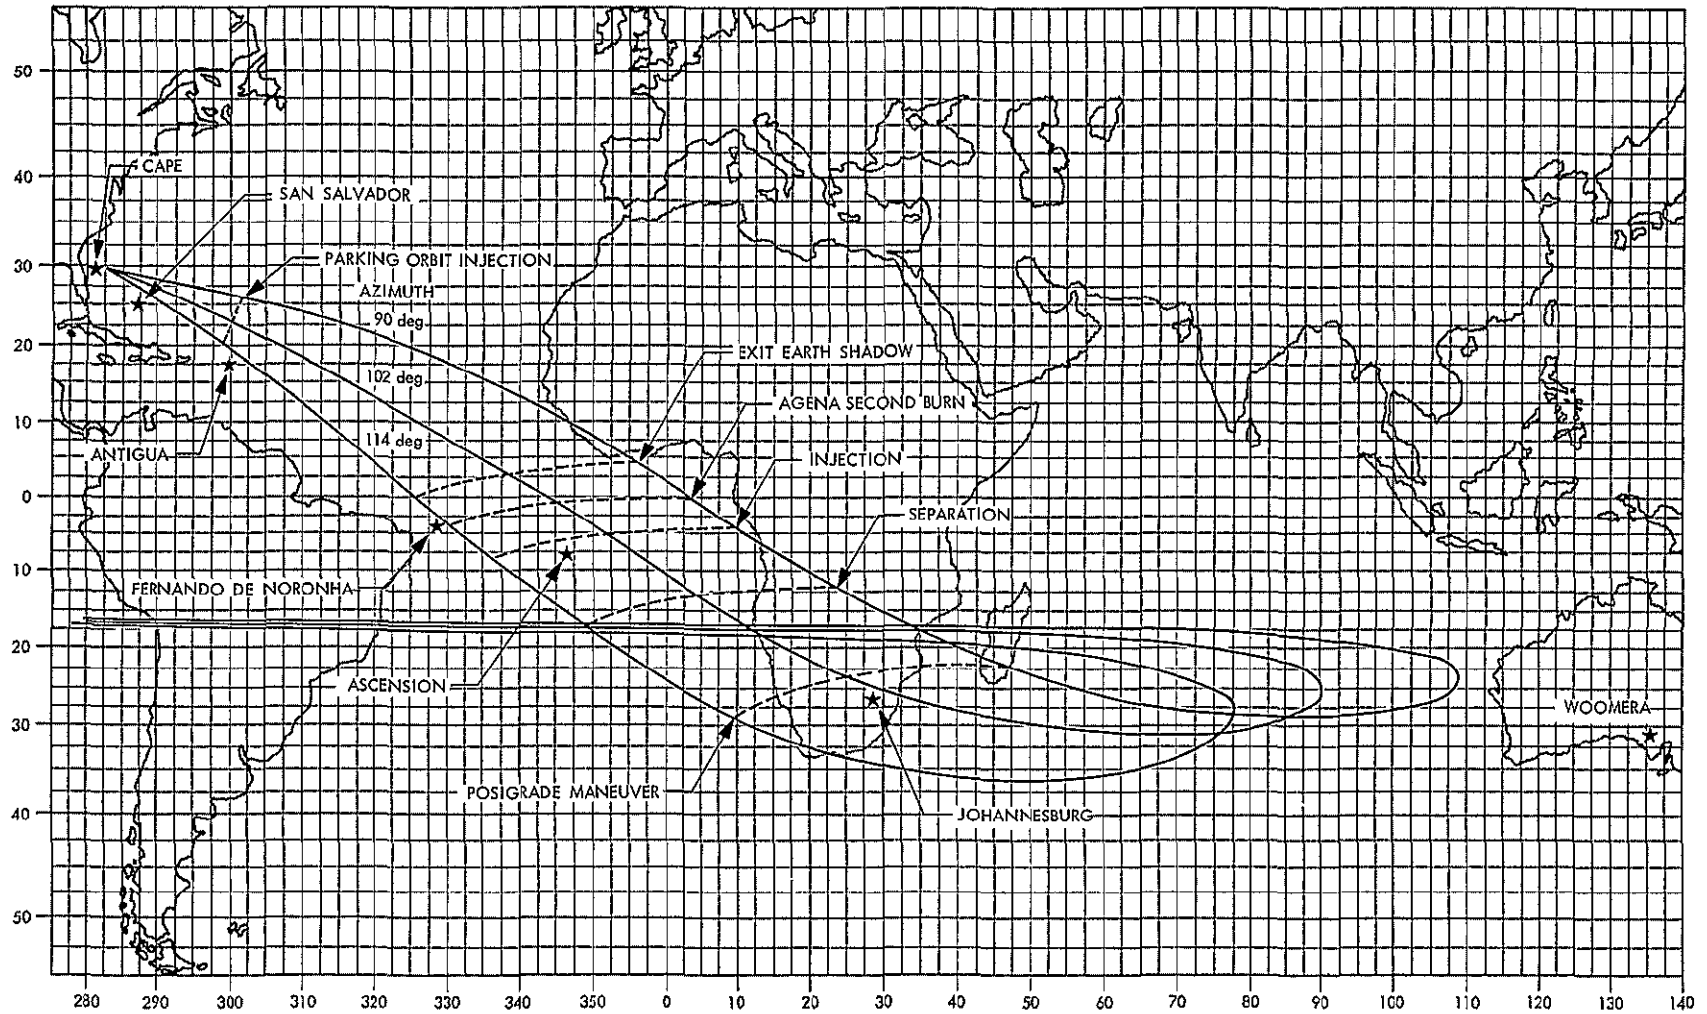 50
40
30
20
10
0
10
20
30
40
50
CAPE
SAN SALVADOR
PARKING ORBIT INJECTION
AZIMUTH
90 deg
102 deg
114 deg
EXIT EARTH SHADOW
AGENA SECOND BURN
INJECTION
SEPARATION
ANTIGUA
FERNANDO DE NORONHA
ASCENSION
WOOMERA
POSIGRADE MANEUVER
JOHANNESBURG
280 290 300 310 320 330 340 350 0 10 20 30 40 50 60 70 80 90 100 110 120 130 140